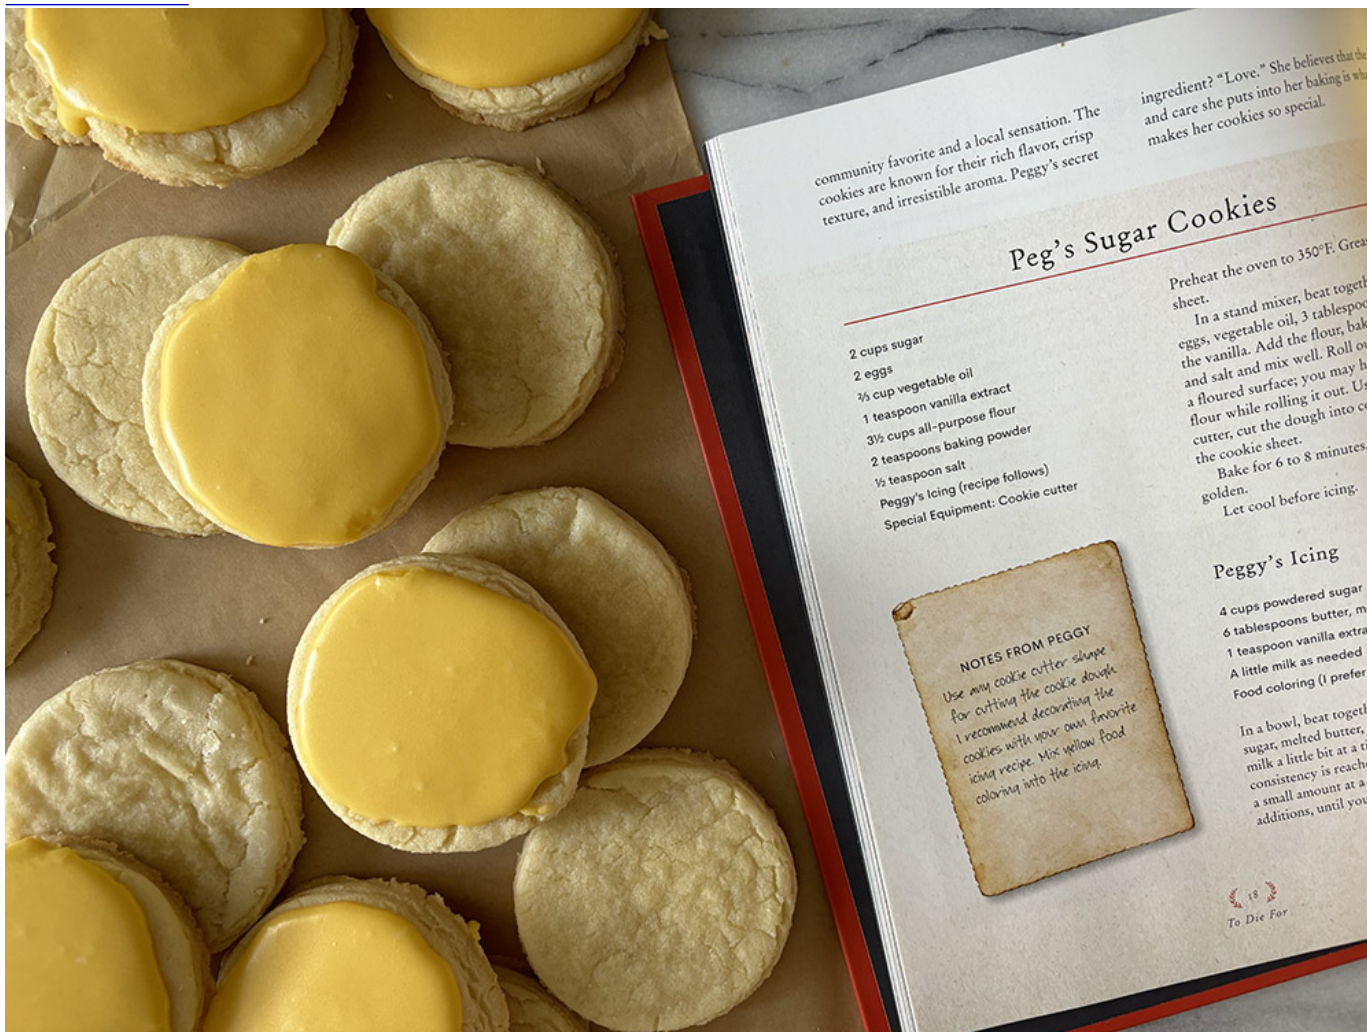 community favorite and a local sensation. The
cookies are known for their rich flavor, crisp
texture, and irresistible aroma. Peggy's secret
ingredient? “Love.” She believes that the
and care she puts into her baking is
makes her cookies so special.
Peg's Sugar Cookies
2 cups sugar
2 eggs
⅔ cup vegetable oil
1 teaspoon vanilla extract
3½ cups all-purpose flour
2 teaspoons baking powder
½ teaspoon salt
Peggy's Icing (recipe follows)
Special Equipment: Cookie cutter
Preheat the oven to 350°F.
sheet.
In a stand mixer, beat
eggs, vegetable oil, 3
the vanilla. Add the flour,
and salt and mix well. Roll
a floured surface; you may
flour while rolling it out.
cutter, cut the dough into
the cookie sheet.
Bake for 6 to 8 minutes,
golden.
Let cool before icing.
NOTES FROM PEGGY
Use any cookie cutter shape
for cutting the cookie dough
I recommend decorating the
cookies with your own favorite
icing recipe. Mix yellow food
coloring into the icing.
Peggy's Icing
4 cups powdered sugar
6 tablespoons butter,
1 teaspoon vanilla
A little milk as needed
Food coloring (I prefer
In a bowl, beat
sugar, melted butter,
milk a little bit at a
consistency is
a small amount at a
additions, until
18
To Die For